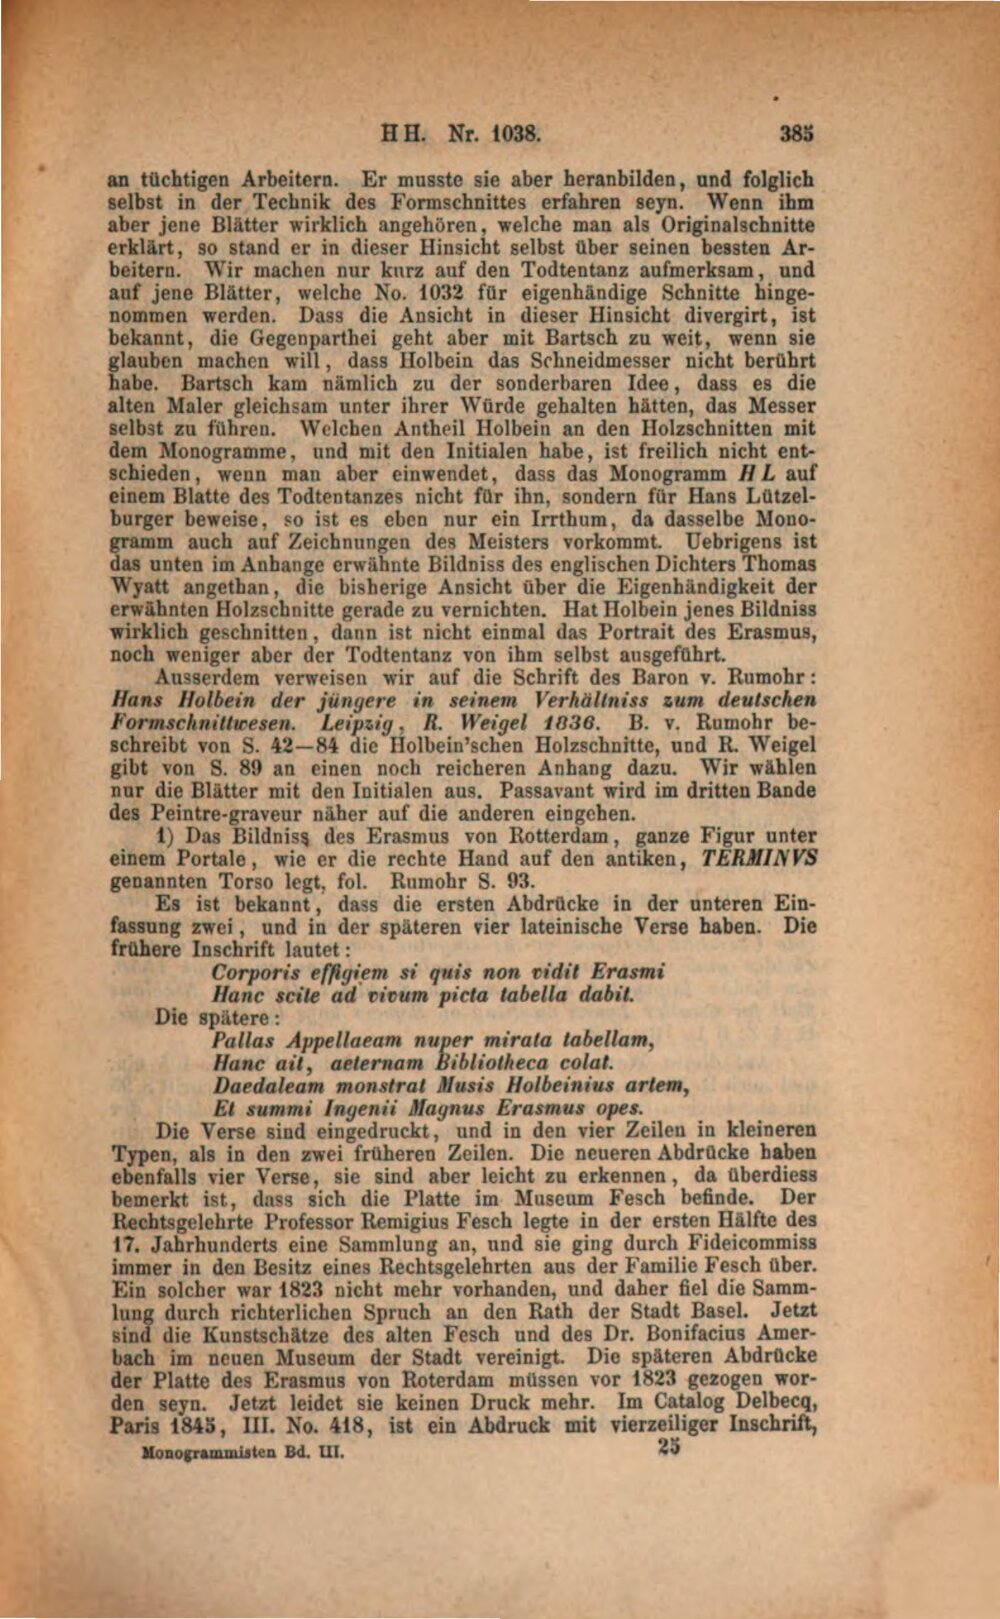 HH. Nr. 1038. 385
an tüchtigen Arbeitern. Er musste sie aber heranbilden, und folglich
selbst in der Technik des Formschnittes erfahren seyn. Wenn ihm
aber jene Blätter wirklich angehören, welche man als Originalschnitte
erklärt, so stand er in dieser Hinsicht selbst über seinen bessten Ar-
beitern. Wir machen nur kurz auf den Todtentanz aufmerksam, und
auf jene Blätter, welche No. 1032 für eigenhändige Schnitte hinge-
nommen werden. Dass die Ansicht in dieser Hinsicht divergirt, ist
bekannt, die Gegenparthei geht aber mit Bartsch zu weit, wenn sie
glauben machen will, dass Holbein das Schneidmesser nicht berührt
habe. Bartsch kam nämlich zu der sonderbaren Idee, dass es die
alten Maler gleichsam unter ihrer Würde gehalten hätten, das Messer
selbst zu führen. Welchen Antheil Holbein an den Holzschnitten mit
dem Monogramme, und mit den Initialen habe, ist freilich nicht ent-
schieden, wenn man aber einwendet, dass das Monogramm HL auf
einem Blatte des Todtentanzes nicht für ihn, sondern für Hans Lützel-
burger beweise, so ist es eben nur ein Irrthum, da dasselbe Mono-
gramm auch auf Zeichnungen des Meisters vorkommt. Uebrigens ist
das unten im Anhange erwähnte Bildniss des englischen Dichters Thomas
Wyatt angethan, die bisherige Ansicht über die Eigenhändigkeit der
erwähnten Holzschnitte gerade zu vernichten. Hat Holbein jenes Bildniss
wirklich geschnitten, dann ist nicht einmal das Portrait des Erasmus,
noch weniger aber der Todtentanz von ihm selbst ausgeführt.
Ausserdem verweisen wir auf die Schrift des Baron v. Rumohr:
Hans Holbein der jüngere in seinem Verhältniss zum deutschen
Formschnittwesen. Leipzig, R. Weigel 1836. B. v. Rumohr be-
schreibt von S. 42—84 die Holbein'schen Holzschnitte, und R. Weigel
gibt von S. 89 an einen noch reicheren Anhang dazu. Wir wählen
nur die Blätter mit den Initialen aus. Passavant wird im dritten Bande
des Peintre-graveur näher auf die anderen eingehen.
1) Das Bildniss des Erasmus von Rotterdam, ganze Figur unter
einem Portale, wie er die rechte Hand auf den antiken, TERMINVS
genannten Torso legt, fol. Rumohr S. 93.
Es ist bekannt, dass die ersten Abdrücke in der unteren Ein-
fassung zwei, und in der späteren vier lateinische Verse haben. Die
frühere Inschrift lautet:
Corporis effigiem si quis non vidit Erasmi
Hanc scite ad vivum picta tabella dabit.
Die spätere:
Pallas Appellaeam nuper mirata tabellam,
Hanc ait, aeternam Bibliotheca colat.
Daedaleam monstrat Musis Holbeinius artem,
Et summi Ingenii Magnus Erasmus opes.
Die Verse sind eingedruckt, und in den vier Zeilen in kleineren
Typen, als in den zwei früheren Zeilen. Die neueren Abdrücke haben
ebenfalls vier Verse, sie sind aber leicht zu erkennen, da überdiess
bemerkt ist, dass sich die Platte im Museum Fesch befinde. Der
Rechtsgelehrte Professor Remigius Fesch legte in der ersten Hälfte des
17. Jahrhunderts eine Sammlung an, und sie ging durch Fideicommiss
immer in den Besitz eines Rechtsgelehrten aus der Familie Fesch über.
Ein solcher war 1823 nicht mehr vorhanden, und daher fiel die Samm-
lung durch richterlichen Spruch an den Rath der Stadt Basel. Jetzt
sind die Kunstschätze des alten Fesch und des Dr. Bonifacius Amer-
bach im neuen Museum der Stadt vereinigt. Die späteren Abdrücke
der Platte des Erasmus von Roterdam müssen vor 1823 gezogen wor-
den seyn. Jetzt leidet sie keinen Druck mehr. Im Catalog Delbecq,
Paris 1845, III. No. 418, ist ein Abdruck mit vierzeiliger Inschrift,
Monogrammisten Bd. III. 25